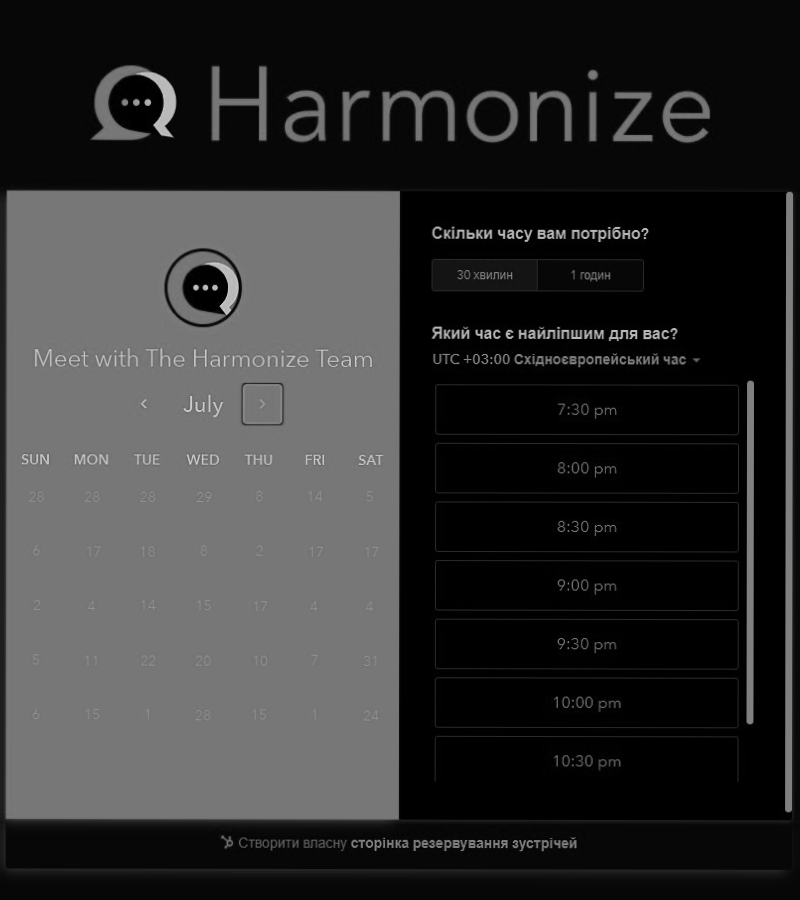 Harmonize
Meet with The Harmonize Team
July
SUN MON TUE WED THU FRI SAT
28 28 28 29 8 14 5
6 17 18 8 2 17 17
2 4 14 15 17 4 4
5 11 22 20 10 7 31
6 15 1 28 15 1 24
Скільки часу вам потрібно?
30 хвилин 1 годин
Який час є найліпшим для вас?
UTC +03:00 Східноєвропейський час
7:30 pm
8:00 pm
8:30 pm
9:00 pm
9:30 pm
10:00 pm
10:30 pm
Створити власну сторінка резервування зустрічей